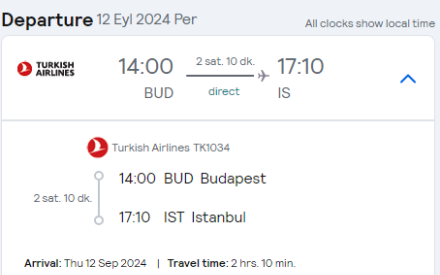 Departure 12 Eyl 2024 Per
All clocks show local time
TURKISH AIRLINES
14:00 2 sat. 10 dk. 17:10
BUD direct IS
Turkish Airlines TK1034
14:00 BUD Budapest
2 sat. 10 dk.
17:10 IST Istanbul
Arrival: Thu 12 Sep 2024 | Travel time: 2 hrs. 10 min.